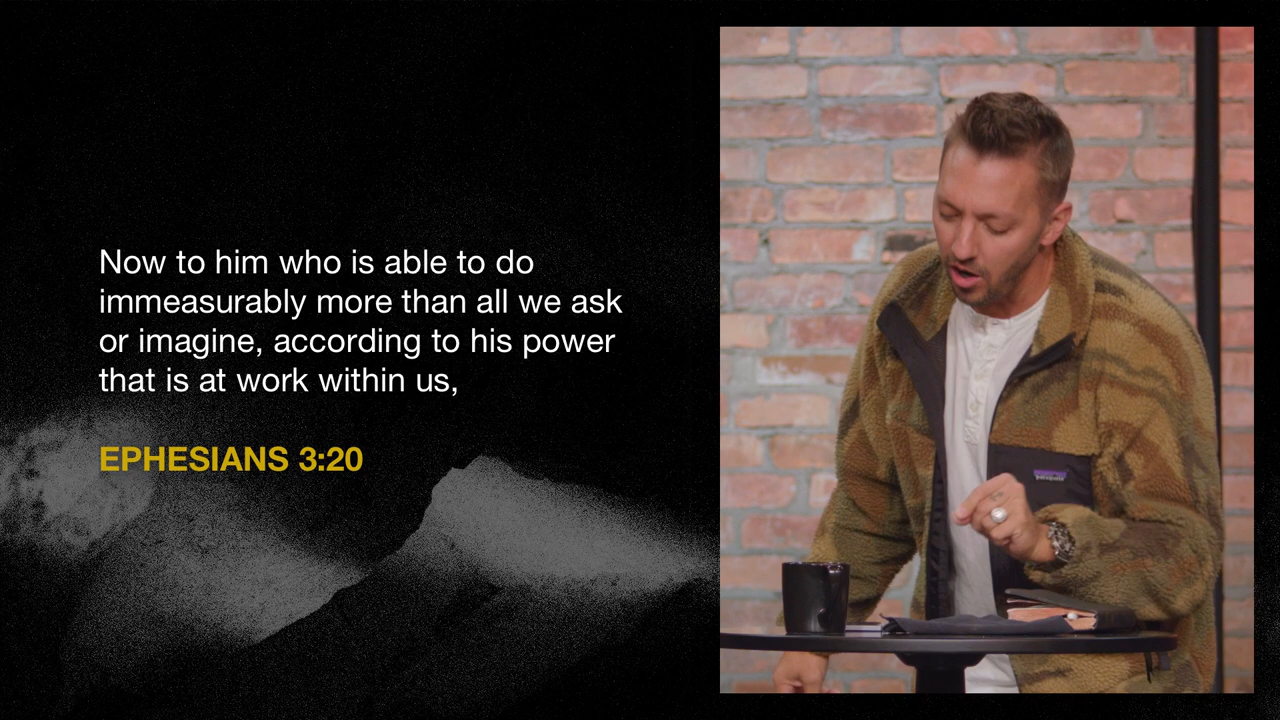 Now to him who is able to do
immeasurably more than all we ask
or imagine, according to his power
that is at work within us,
EPHESIANS 3:20
patagonia